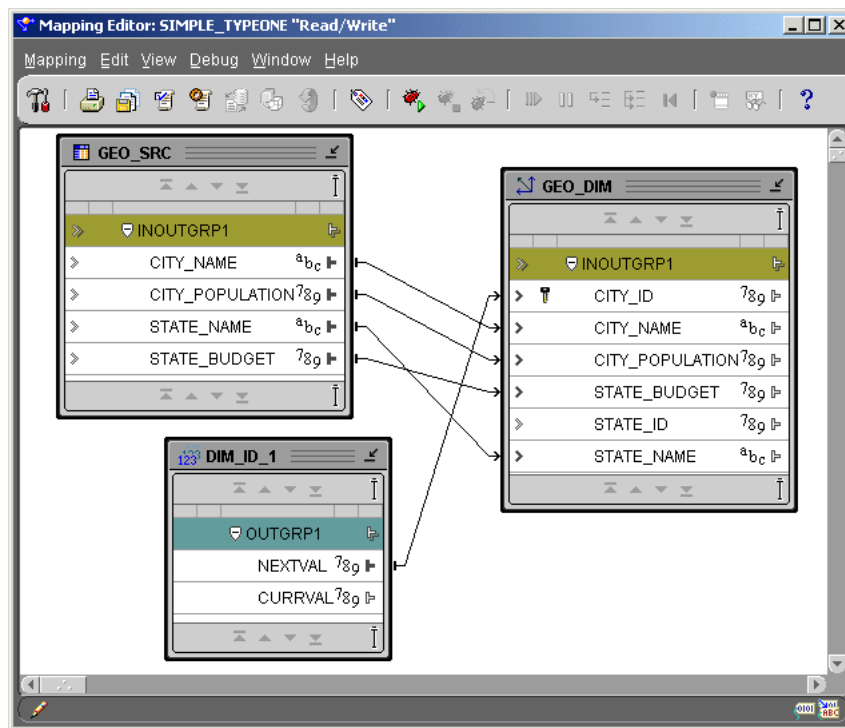 Mapping Editor: SIMPLE_TYPEONE "Read/Write"
Mapping Edit View Debug Window Help
GEO_SRC
INOUTGRP1
CITY_NAME abc
CITY_POPULATION 789
STATE_NAME abc
STATE_BUDGET 789
GEO_DIM
INOUTGRP1
CITY_ID 789
CITY_NAME abc
CITY_POPULATION 789
STATE_BUDGET 789
STATE_ID 789
STATE_NAME abc
123 DIM_ID_1
OUTGRP1
NEXTVAL 789
CURRVAL 789